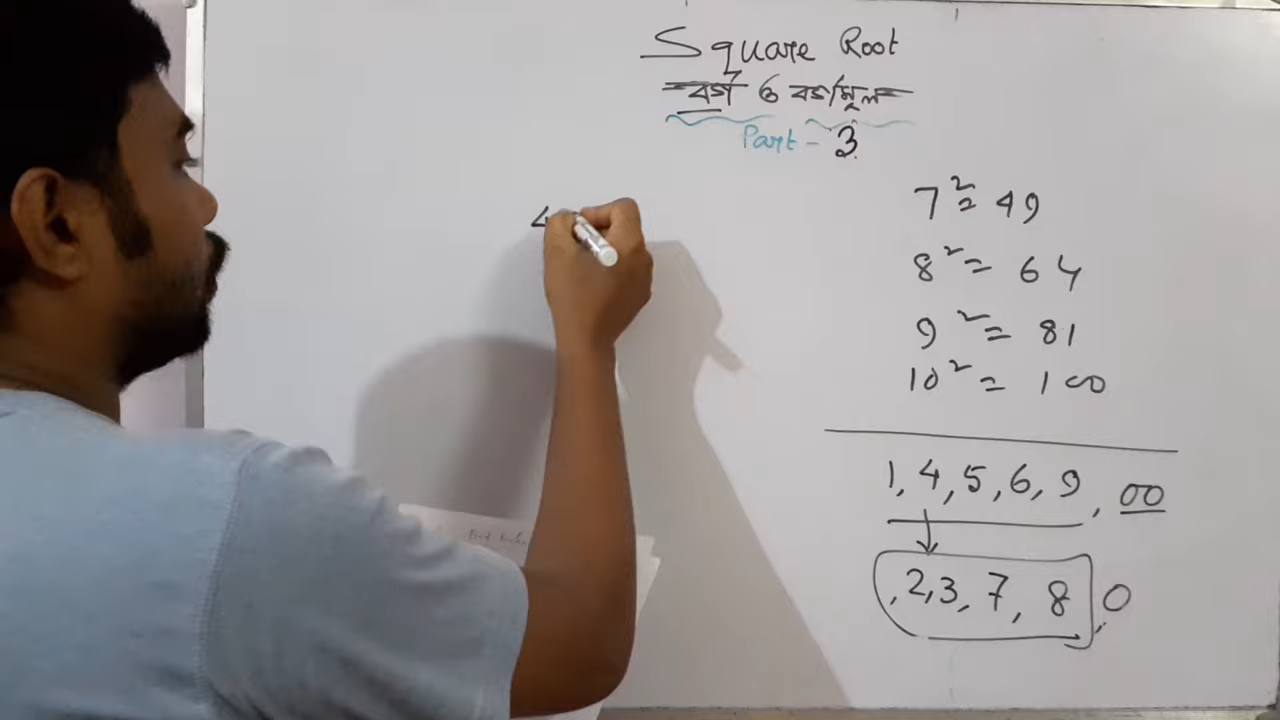 Square Root
বর্গ ও বর্গমূল
Part - 3
7² = 49
8² = 64
9² = 81
10² = 100
1, 4, 5, 6, 9, 00
, 2, 3, 7, 8, 0
4